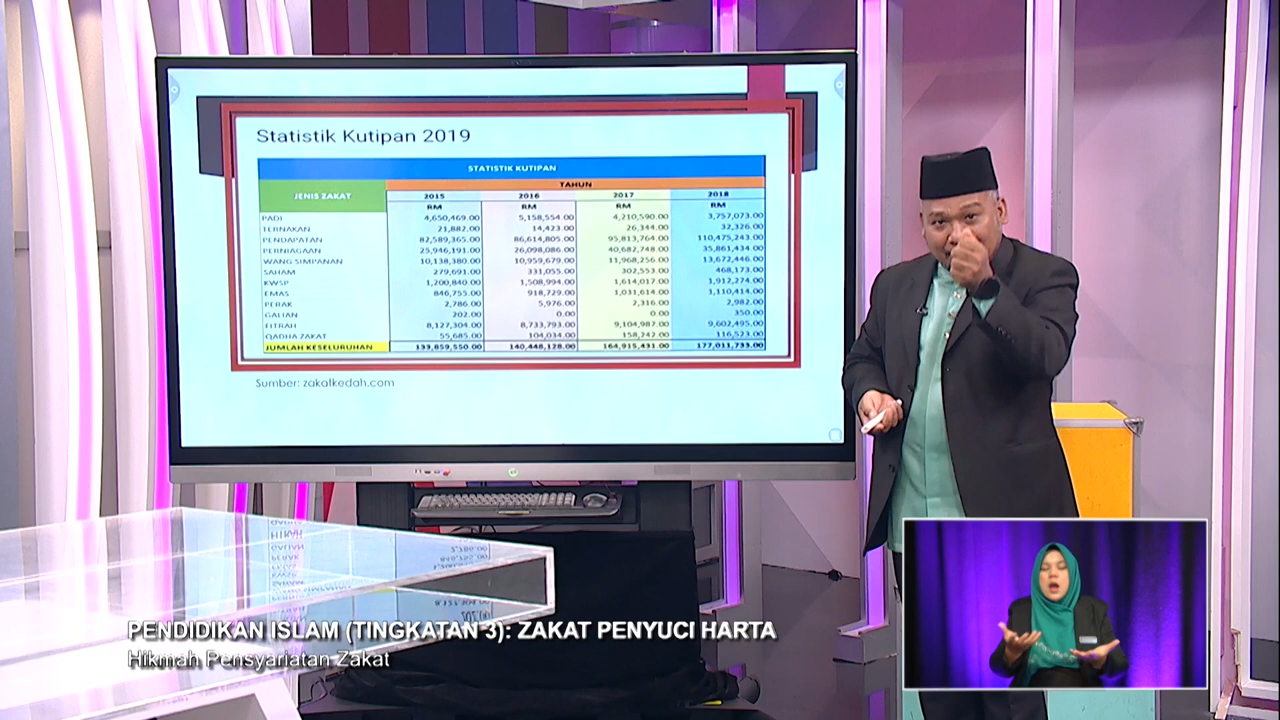 Statistik Kutipan 2019
STATISTIK KUTIPAN
JENIS ZAKAT TAHUN
2015 2016 2017 2018
RM RM RM RM
PADI 4,650,469.00 5,158,554.00 4,210,590.00 3,757,073.00
TERNAKAN 21,882.00 14,423.00 26,344.00 32,326.00
PENDAPATAN 82,589,365.00 86,614,805.00 95,813,764.00 110,475,243.00
PERNIAGAAN 25,946,191.00 26,098,086.00 40,682,748.00 35,861,434.00
WANG SIMPANAN 10,138,380.00 10,959,679.00 11,968,256.00 13,672,446.00
SAHAM 279,691.00 331,055.00 302,553.00 468,173.00
KWSP 1,200,840.00 1,508,994.00 1,614,017.00 1,912,274.00
EMAS 846,755.00 918,729.00 1,031,614.00 1,110,414.00
PERAK 2,786.00 5,976.00 2,316.00 2,982.00
GALIAN 202.00 0.00 0.00 350.00
FITRAH 8,127,304.00 8,733,793.00 9,104,987.00 9,602,495.00
QADHA ZAKAT 55,685.00 104,034.00 158,242.00 116,523.00
JUMLAH KESELURUHAN 133,859,550.00 140,448,128.00 164,915,431.00 177,011,733.00
Sumber: zakatkedah.com
PENDIDIKAN ISLAM (TINGKATAN 3): ZAKAT PENYUCI HARTA
Hikmah Pensyariatan Zakat